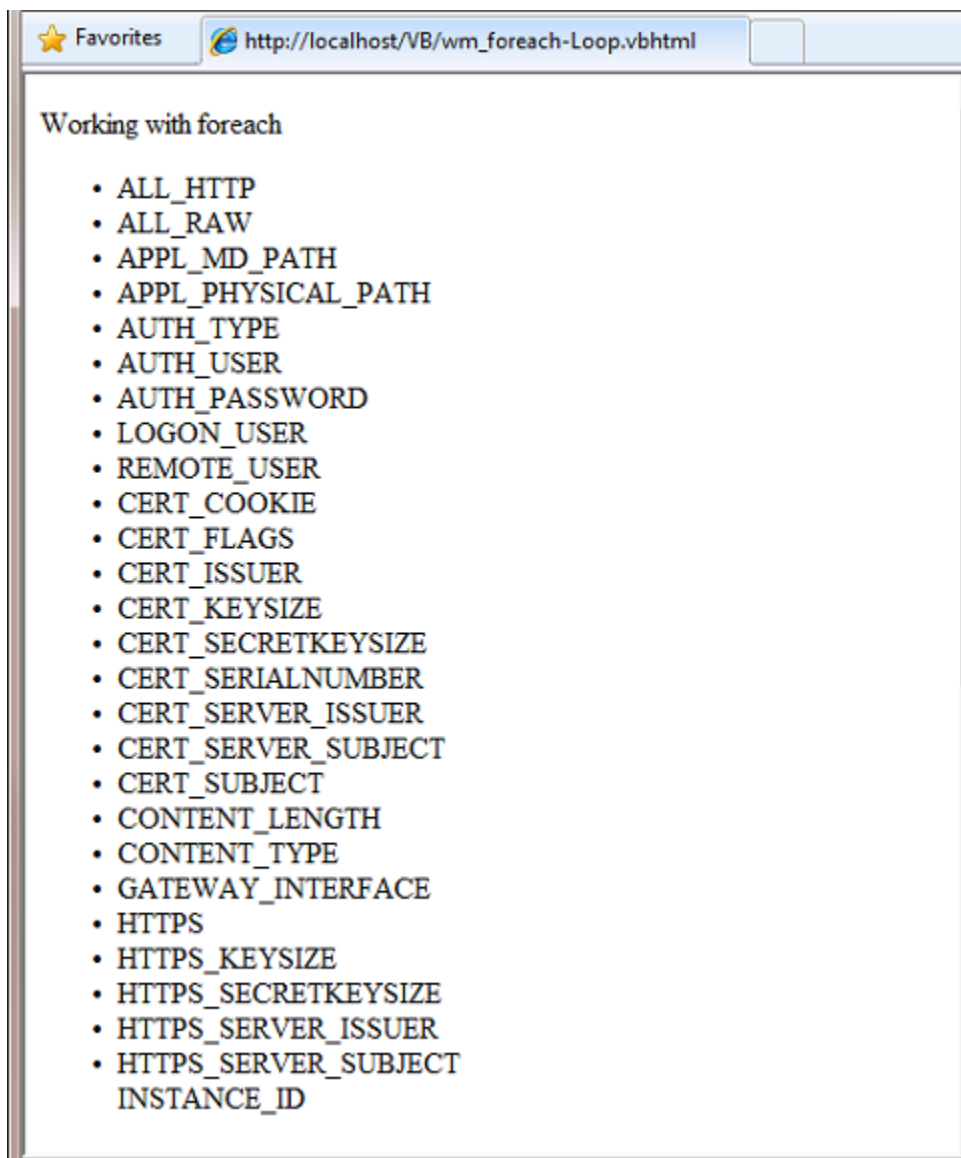 Favorites
http://localhost/VB/wm_foreach-Loop.vbhtml
Working with foreach
• ALL_HTTP
• ALL_RAW
• APPL_MD_PATH
• APPL_PHYSICAL_PATH
• AUTH_TYPE
• AUTH_USER
• AUTH_PASSWORD
• LOGON_USER
• REMOTE_USER
• CERT_COOKIE
• CERT_FLAGS
• CERT_ISSUER
• CERT_KEYSIZE
• CERT_SECRETKEYSIZE
• CERT_SERIALNUMBER
• CERT_SERVER_ISSUER
• CERT_SERVER_SUBJECT
• CERT_SUBJECT
• CONTENT_LENGTH
• CONTENT_TYPE
• GATEWAY_INTERFACE
• HTTPS
• HTTPS_KEYSIZE
• HTTPS_SECRETKEYSIZE
• HTTPS_SERVER_ISSUER
• HTTPS_SERVER_SUBJECT
INSTANCE_ID